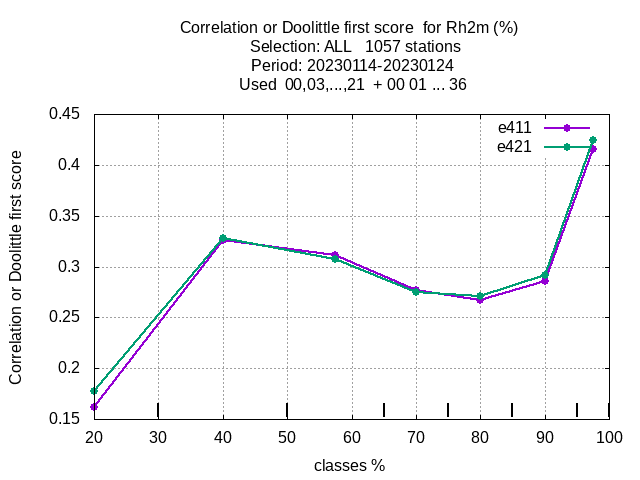 Correlation or Doolittle first score  for Rh2m (%)
Selection: ALL   1057 stations
Period: 20230114-20230124
Used  00,03,...,21  + 00 01 ... 36
e411
e421
0.45
0.4
0.35
0.3
0.25
0.2
0.15
Correlation or Doolittle first score
20 30 40 50 60 70 80 90 100
classes %